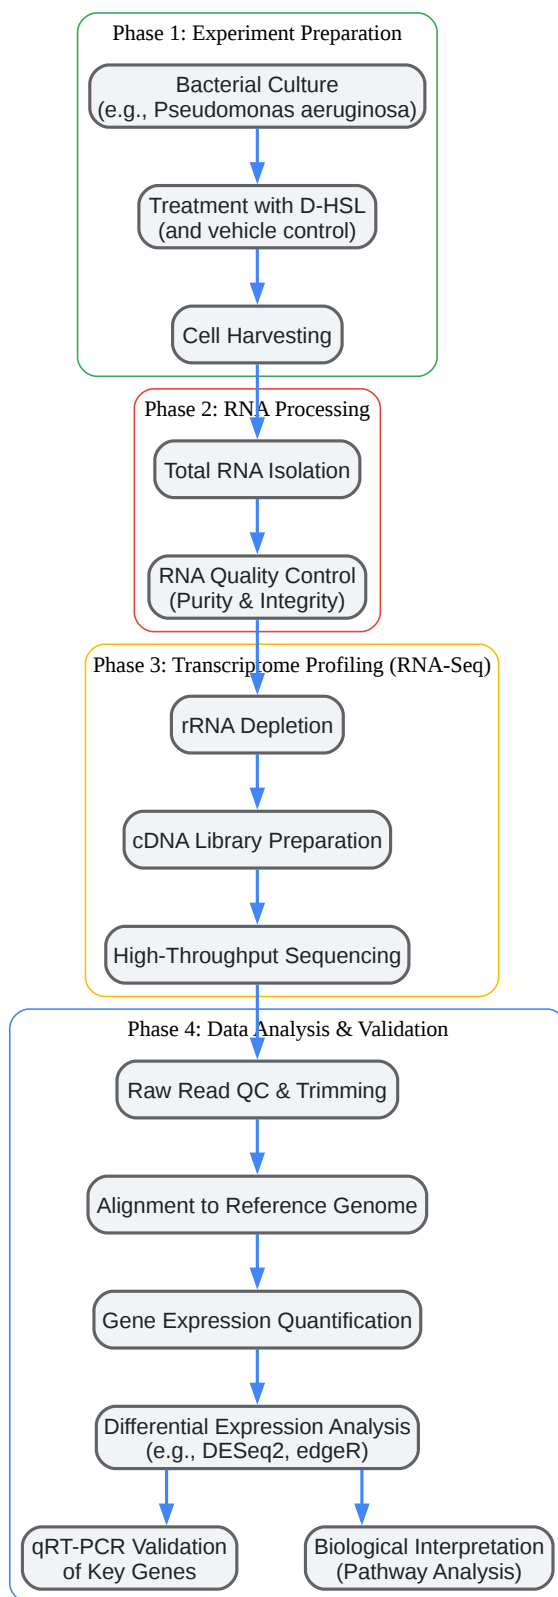 Phase 1: Experiment Preparation
Bacterial Culture
(e.g., Pseudomonas aeruginosa)
Treatment with D-HSL
(and vehicle control)
Cell Harvesting
Phase 2: RNA Processing
Total RNA Isolation
RNA Quality Control
(Purity & Integrity)
Phase 3: Transcriptome Profiling (RNA-Seq)
rRNA Depletion
cDNA Library Preparation
High-Throughput Sequencing
Phase 4: Data Analysis & Validation
Raw Read QC & Trimming
Alignment to Reference Genome
Gene Expression Quantification
Differential Expression Analysis
(e.g., DESeq2, edgeR)
qRT-PCR Validation
of Key Genes
Biological Interpretation
(Pathway Analysis)